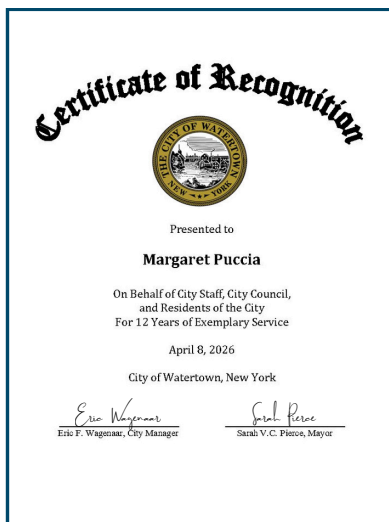 Certificate of Recognition
THE CITY OF WATERTOWN
NEW YORK
Presented to
Margaret Puccia
On Behalf of City Staff, City Council,
and Residents of the City
For 12 Years of Exemplary Service
April 8, 2026
City of Watertown, New York
Eric Wagenaar
Sarah Pierce
Eric F. Wagenaar, City Manager
Sarah V.C. Pierce, Mayor